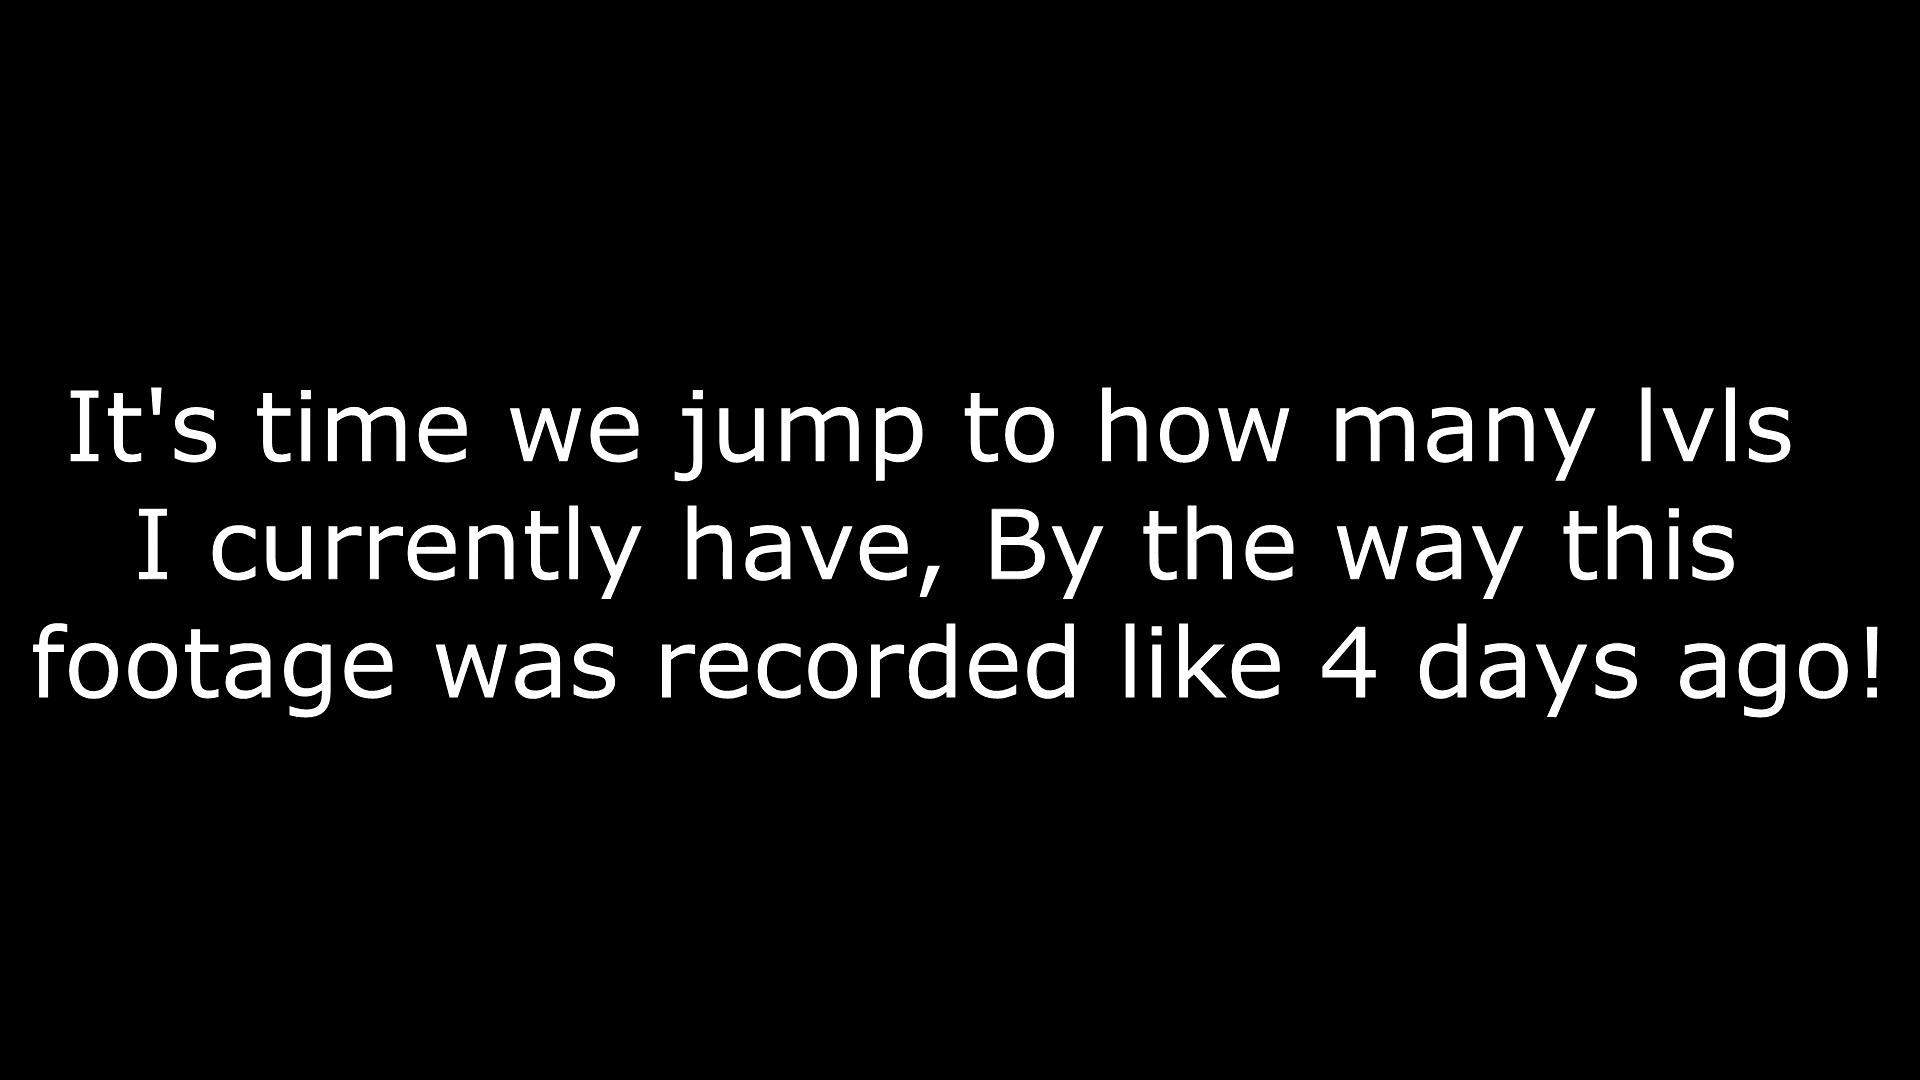 It's time we jump to how many lvls
I currently have, By the way this
footage was recorded like 4 days ago!